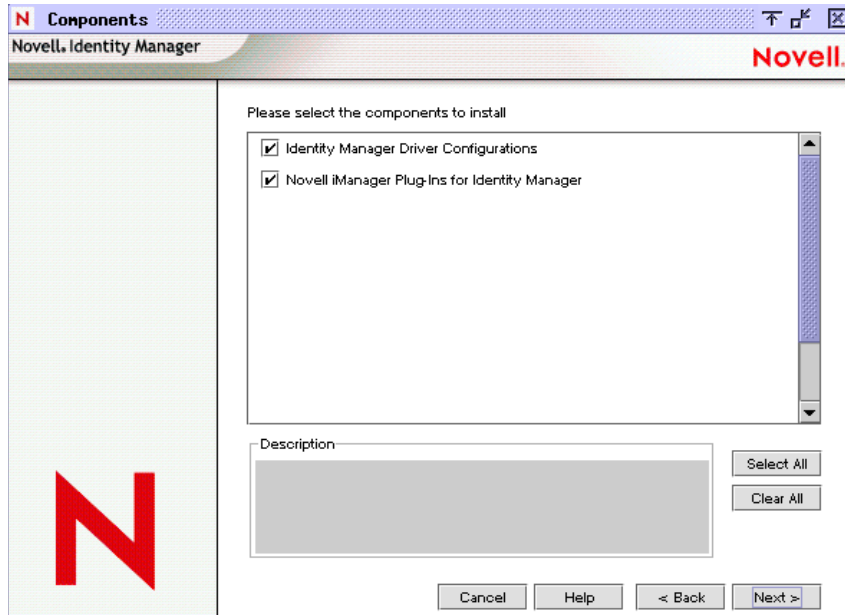 N Components
Novell. Identity Manager
Novell.
Please select the components to install
Identity Manager Driver Configurations
Novell iManager Plug-Ins for Identity Manager
Description
Select All
Clear All
N
Cancel Help < Back Next >